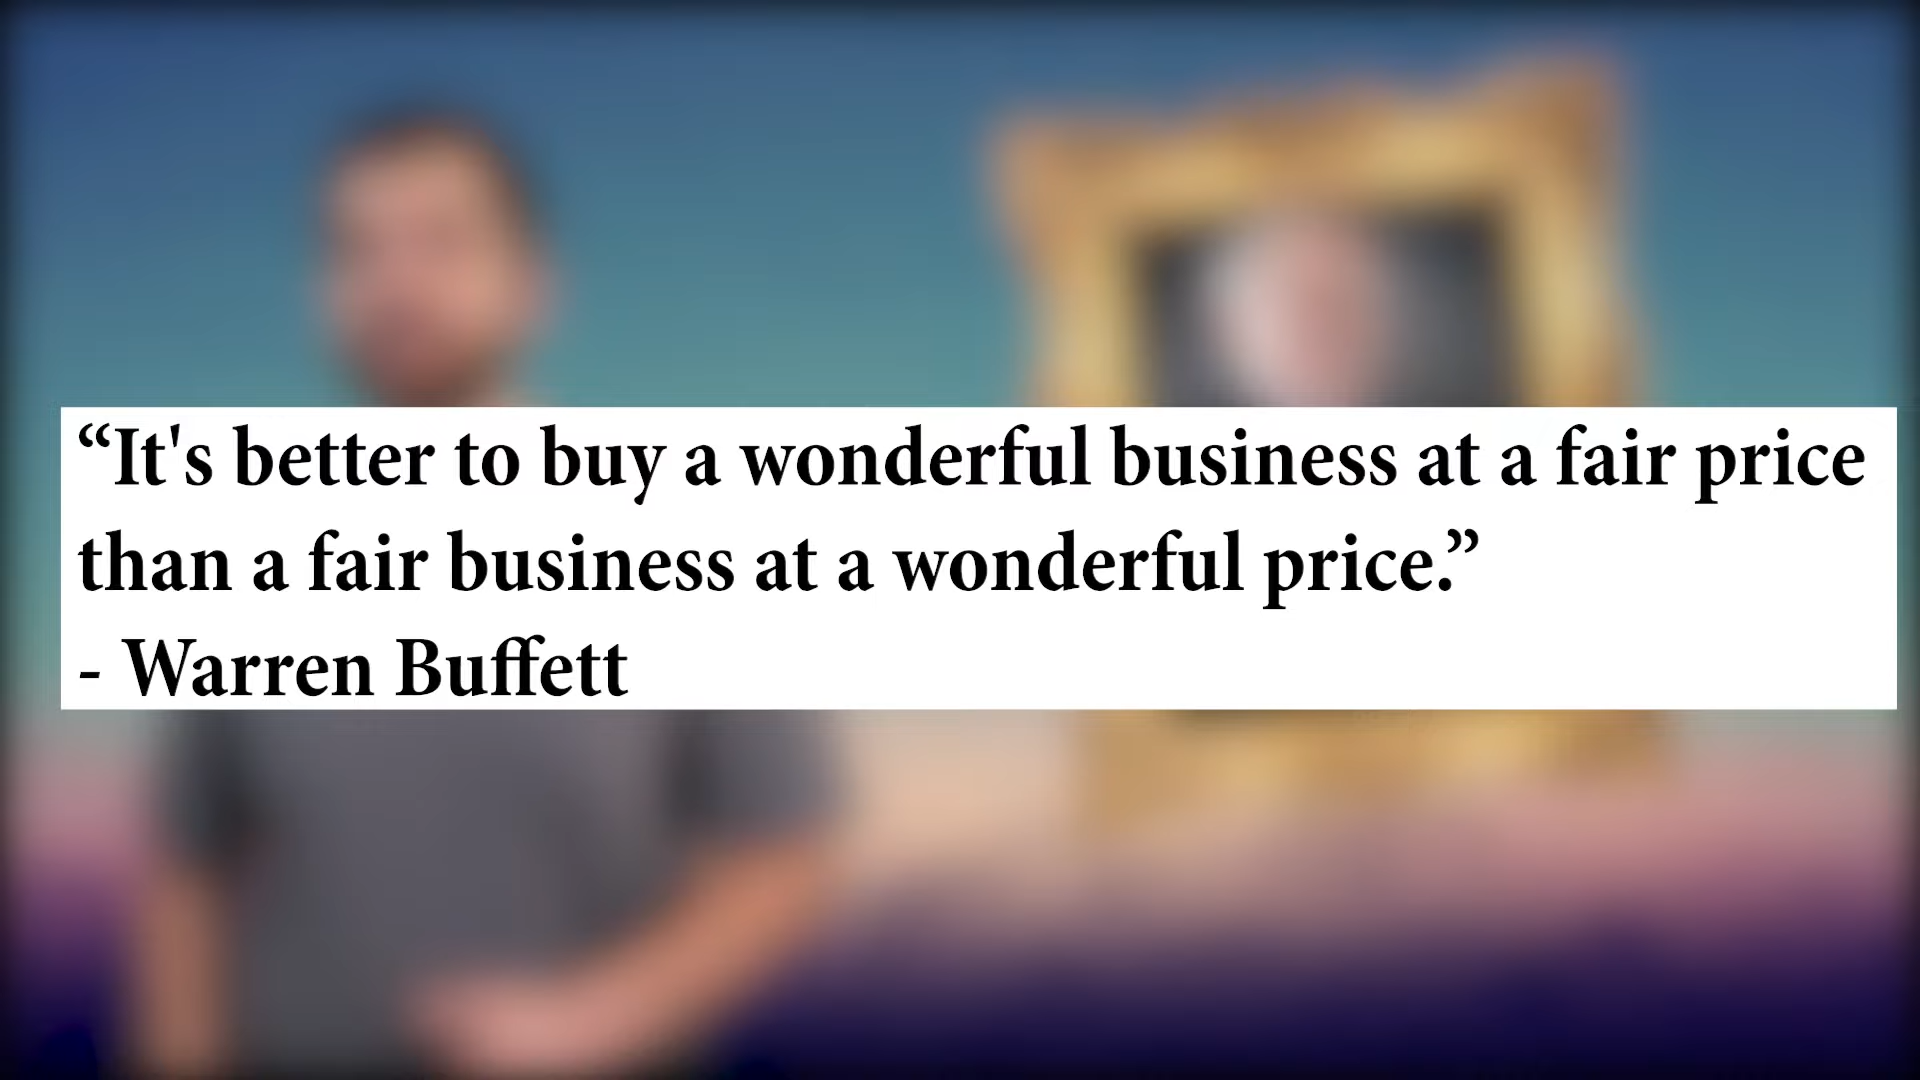 “It's better to buy a wonderful business at a fair price
than a fair business at a wonderful price.”
- Warren Buffett